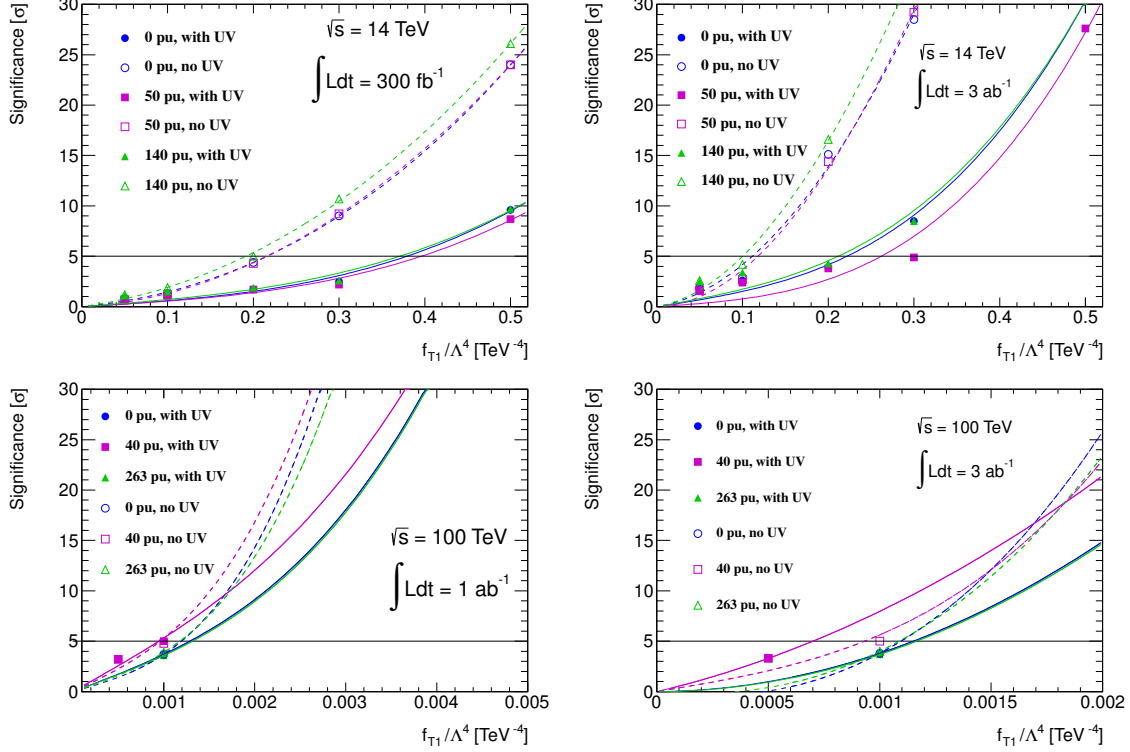 Significance [σ]
30
25
20
15
10
5
0
0 pu, with UV
0 pu, no UV
50 pu, with UV
50 pu, no UV
140 pu, with UV
140 pu, no UV
√s = 14 TeV
∫Ldt = 300 fb⁻¹
0 0.1 0.2 0.3 0.4 0.5
f_T1/Λ⁴ [TeV⁻⁴]
Significance [σ]
30
25
20
15
10
5
0
0 pu, with UV
0 pu, no UV
50 pu, with UV
50 pu, no UV
140 pu, with UV
140 pu, no UV
√s = 14 TeV
∫Ldt = 3 ab⁻¹
0 0.1 0.2 0.3 0.4 0.5
f_T1/Λ⁴ [TeV⁻⁴]
Significance [σ]
30
25
20
15
10
5
0
0 pu, with UV
40 pu, with UV
263 pu, with UV
0 pu, no UV
40 pu, no UV
263 pu, no UV
√s = 100 TeV
∫Ldt = 1 ab⁻¹
0.001 0.002 0.003 0.004 0.005
f_T1/Λ⁴ [TeV⁻⁴]
Significance [σ]
30
25
20
15
10
5
0
0 pu, with UV
40 pu, with UV
263 pu, with UV
0 pu, no UV
40 pu, no UV
263 pu, no UV
√s = 100 TeV
∫Ldt = 3 ab⁻¹
0 0.0005 0.001 0.0015 0.002
f_T1/Λ⁴ [TeV⁻⁴]